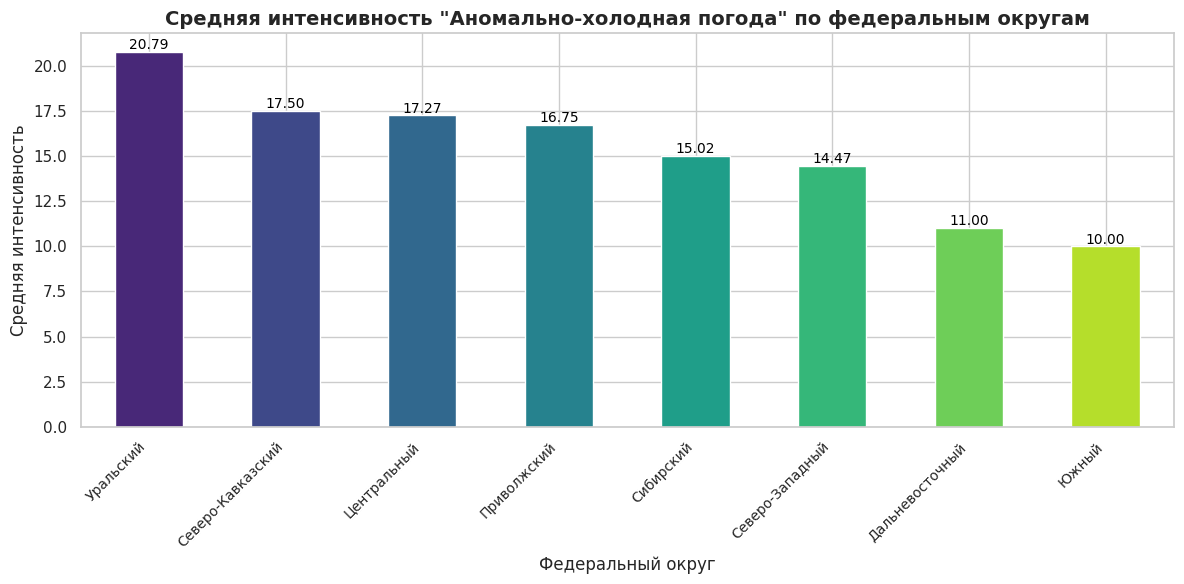 Средняя интенсивность "Аномально-холодная погода" по федеральным округам
Средняя интенсивность
20.0
17.5
15.0
12.5
10.0
7.5
5.0
2.5
0.0
20.79
17.50
17.27
16.75
15.02
14.47
11.00
10.00
Уральский
Северо-Кавказский
Центральный
Приволжский
Сибирский
Северо-Западный
Дальневосточный
Южный
Федеральный округ